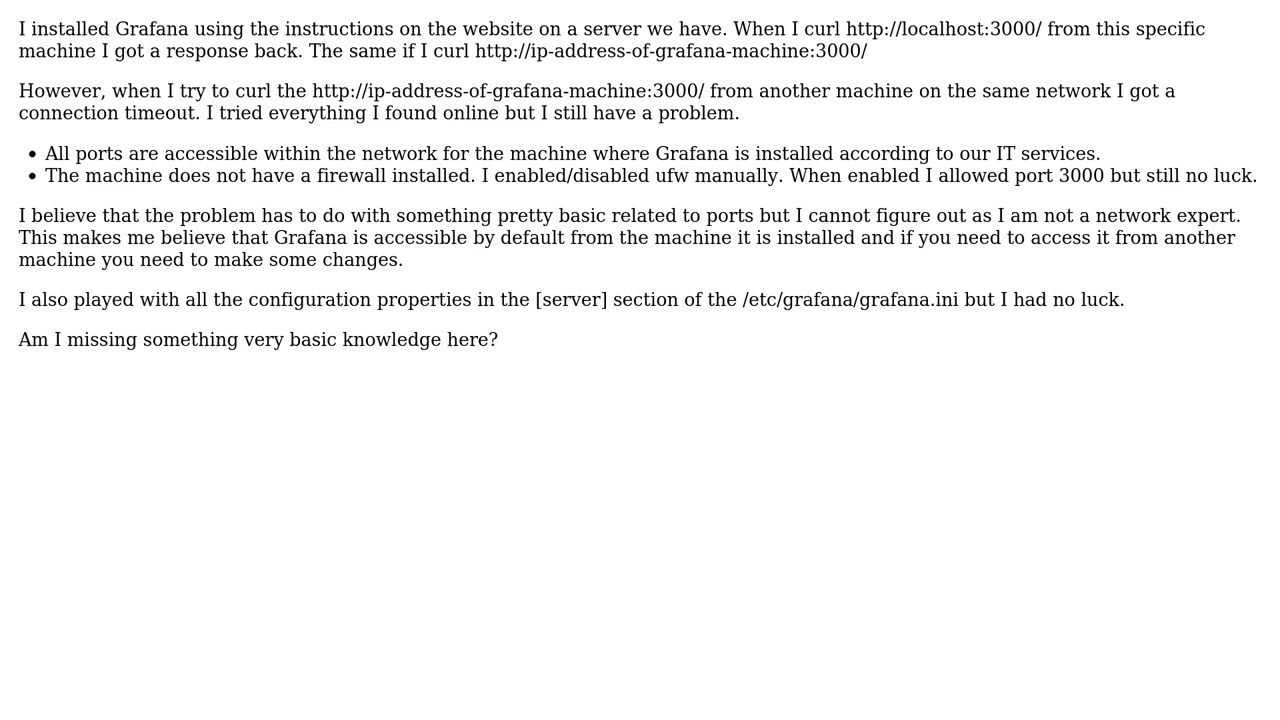 I installed Grafana using the instructions on the website on a server we have. When I curl http://localhost:3000/ from this specific
machine I got a response back. The same if I curl http://ip-address-of-grafana-machine:3000/
However, when I try to curl the http://ip-address-of-grafana-machine:3000/ from another machine on the same network I got a
connection timeout. I tried everything I found online but I still have a problem.
• All ports are accessible within the network for the machine where Grafana is installed according to our IT services.
• The machine does not have a firewall installed. I enabled/disabled ufw manually. When enabled I allowed port 3000 but still no luck.
I believe that the problem has to do with something pretty basic related to ports but I cannot figure out as I am not a network expert.
This makes me believe that Grafana is accessible by default from the machine it is installed and if you need to access it from another
machine you need to make some changes.
I also played with all the configuration properties in the [server] section of the /etc/grafana/grafana.ini but I had no luck.
Am I missing something very basic knowledge here?